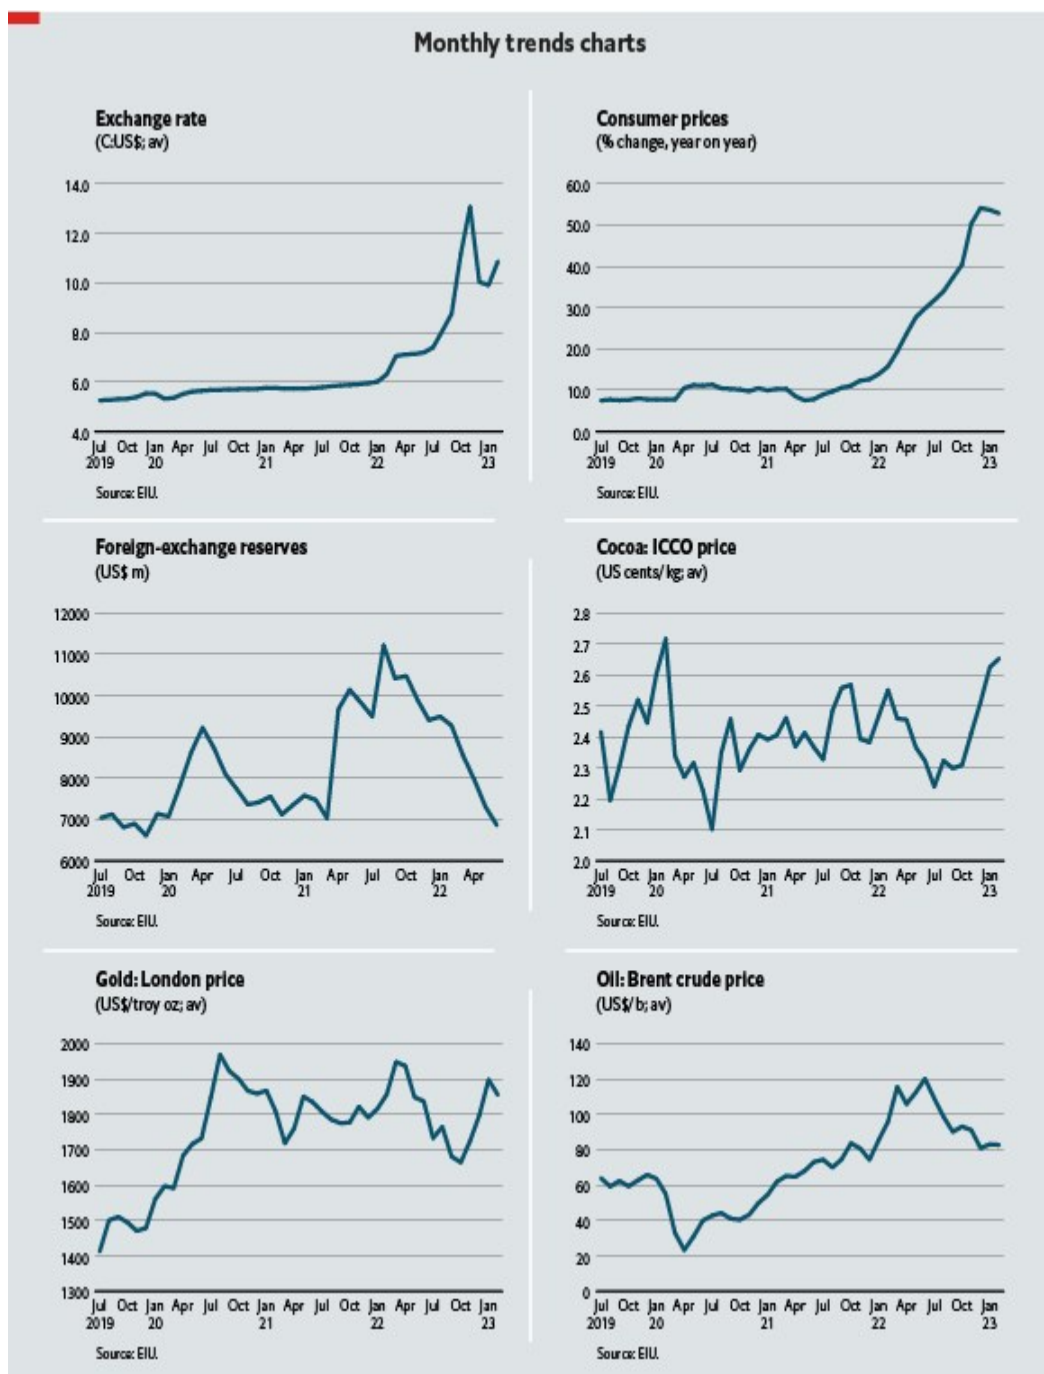 Monthly trends charts
Exchange rate
(C:US$; av)
14.0
12.0
10.0
8.0
6.0
4.0
Jul Oct Jan Apr Jul Oct Jan Apr Jul Oct Jan Apr Jul Oct Jan
2019 20 21 22 23
Source: EIU.
Consumer prices
(% change, year on year)
60.0
50.0
40.0
30.0
20.0
10.0
0.0
Jul Oct Jan Apr Jul Oct Jan Apr Jul Oct Jan Apr Jul Oct Jan
2019 20 21 22 23
Source: EIU.
Foreign-exchange reserves
(US$ m)
12000
11000
10000
9000
8000
7000
6000
Jul Oct Jan Apr Jul Oct Jan Apr Jul Oct Jan Apr
2019 20 21 22
Source: EIU.
Cocoa: ICCO price
(US cents/kg; av)
2.8
2.7
2.6
2.5
2.4
2.3
2.2
2.1
2.0
Jul Oct Jan Apr Jul Oct Jan Apr Jul Oct Jan Apr Jul Oct Jan
2019 20 21 22 23
Source: EIU.
Gold: London price
(US$/troy oz; av)
2000
1900
1800
1700
1600
1500
1400
1300
Jul Oct Jan Apr Jul Oct Jan Apr Jul Oct Jan Apr Jul Oct Jan
2019 20 21 22 23
Source: EIU.
Oil: Brent crude price
(US$/b; av)
140
120
100
80
60
40
20
0
Jul Oct Jan Apr Jul Oct Jan Apr Jul Oct Jan Apr Jul Oct Jan
2019 20 21 22 23
Source: EIU.